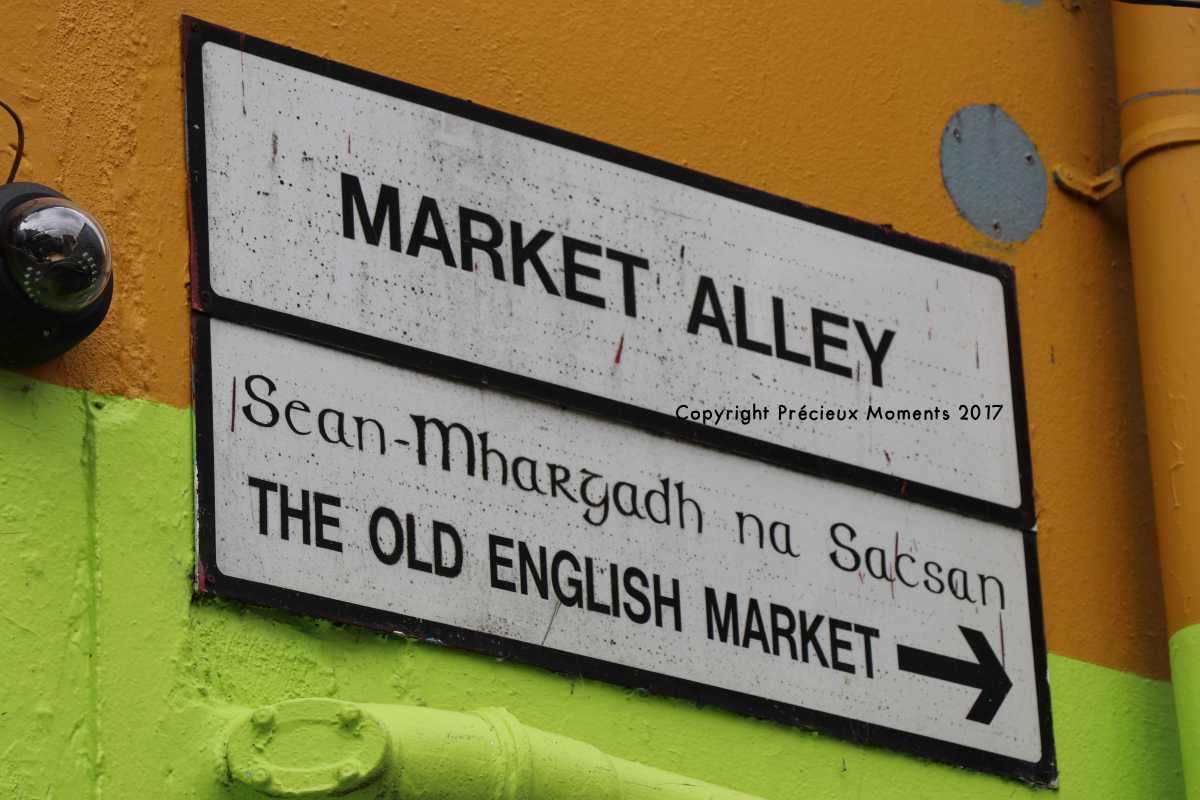 MARKET ALLEY
Copyright Précieux Moments 2017
Sean-Mhargadh na Sacsan
THE OLD ENGLISH MARKET